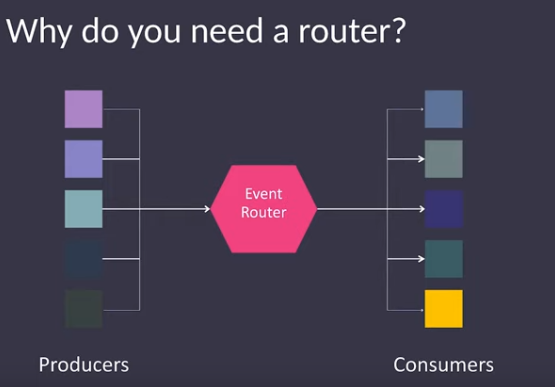 Why do you need a router?
Event
Router
Producers
Consumers